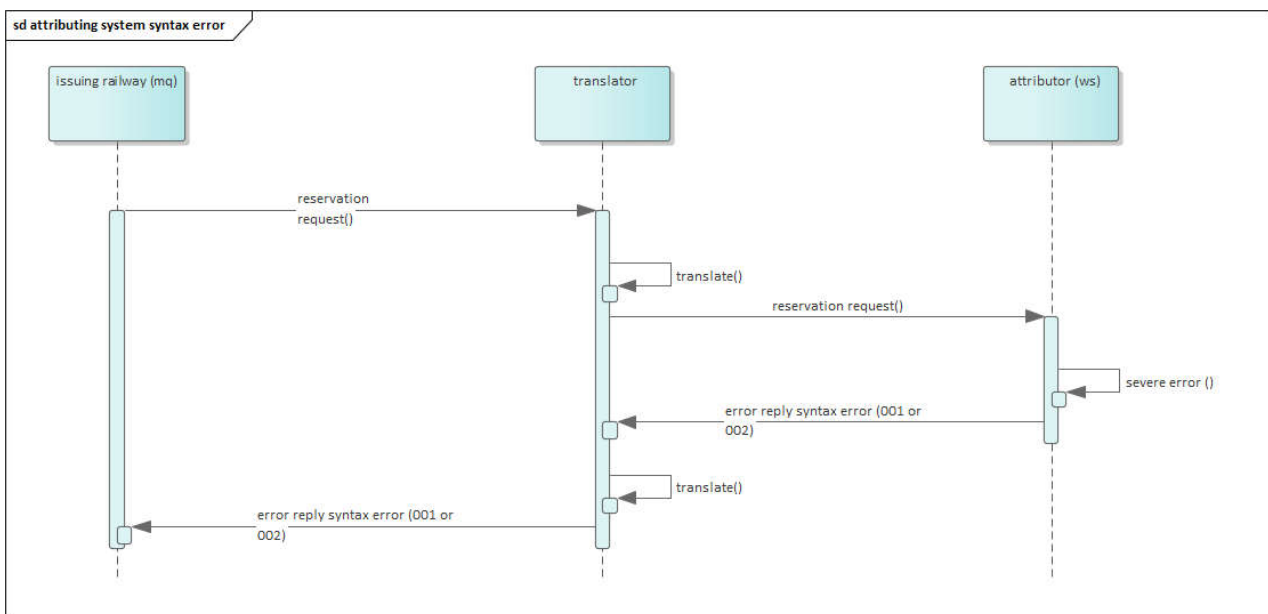 sd attributing system syntax error
issuing railway (mq)
translator
attributor (ws)
reservation
request()
translate()
reservation request()
severe error ()
error reply syntax error (001 or
002)
translate()
error reply syntax error (001 or
002)